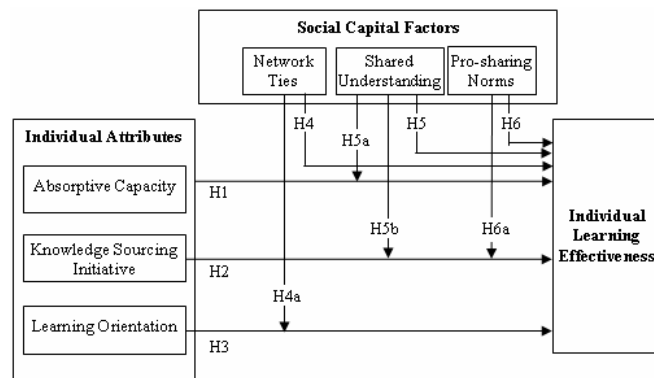 Social Capital Factors
Network
Ties
Shared
Understanding
Pro-sharing
Norms
H4
H5a
H5
H6
Individual Attributes
Absorptive Capacity
H1
Knowledge Sourcing
Initiative
H2
H5b
H6a
Individual
Learning
Effectiveness
H4a
Learning Orientation
H3